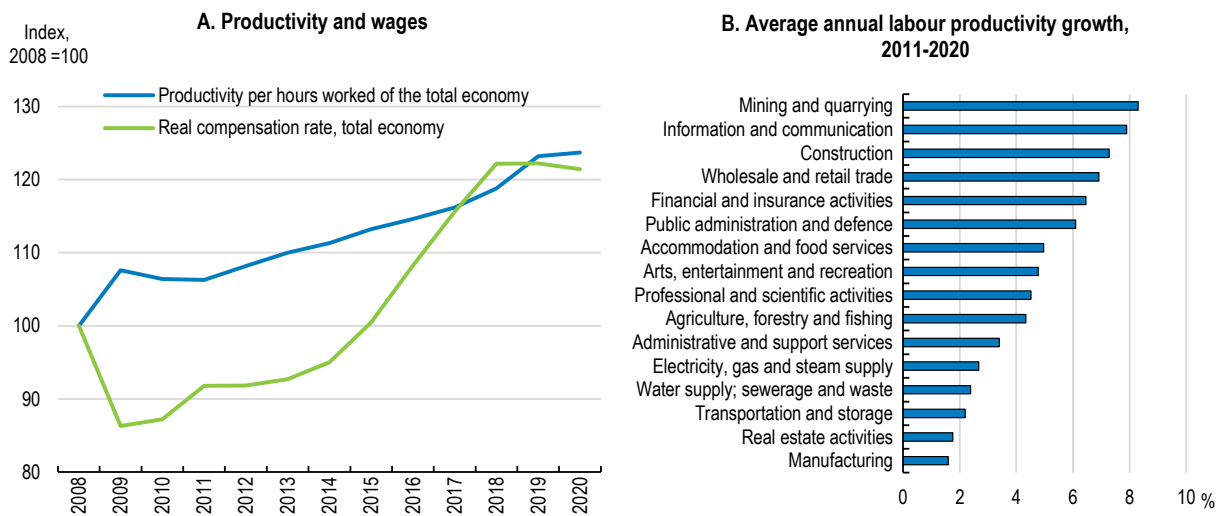 A. Productivity and wages
Index,
2008 =100
Productivity per hours worked of the total economy
Real compensation rate, total economy
130
120
110
100
90
80
2008
2009
2010
2011
2012
2013
2014
2015
2016
2017
2018
2019
2020
B. Average annual labour productivity growth,
2011-2020
Mining and quarrying
Information and communication
Construction
Wholesale and retail trade
Financial and insurance activities
Public administration and defence
Accommodation and food services
Arts, entertainment and recreation
Professional and scientific activities
Agriculture, forestry and fishing
Administrative and support services
Electricity, gas and steam supply
Water supply; sewerage and waste
Transportation and storage
Real estate activities
Manufacturing
0 2 4 6 8 10 %